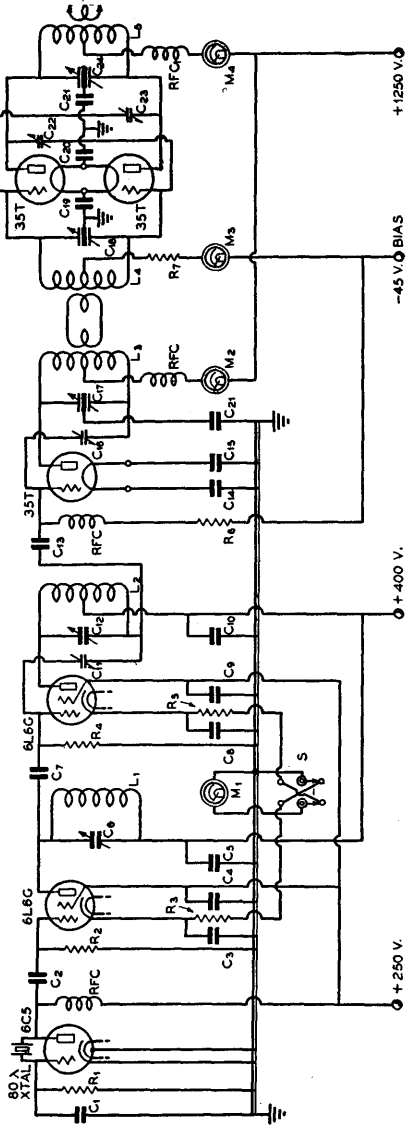 80 λ
XTAL
6C5
C1
R1
RFC
C2
R2
6L6G
C3
R3
C4
C5
C6
L1
C7
R4
6L6G
C8
R5
C9
C10
C11
C12
L2
M1
S
C13
RFC
R6
35T
C14
C15
C16
C17
C21
L3
RFC
M2
L4
R7
M3
C18
C19
35T
35T
C20
C21
C22
C23
C24
L5
RFC
M4
+ 250 V.
+ 400 V.
-45 V. BIAS
+1250 V.